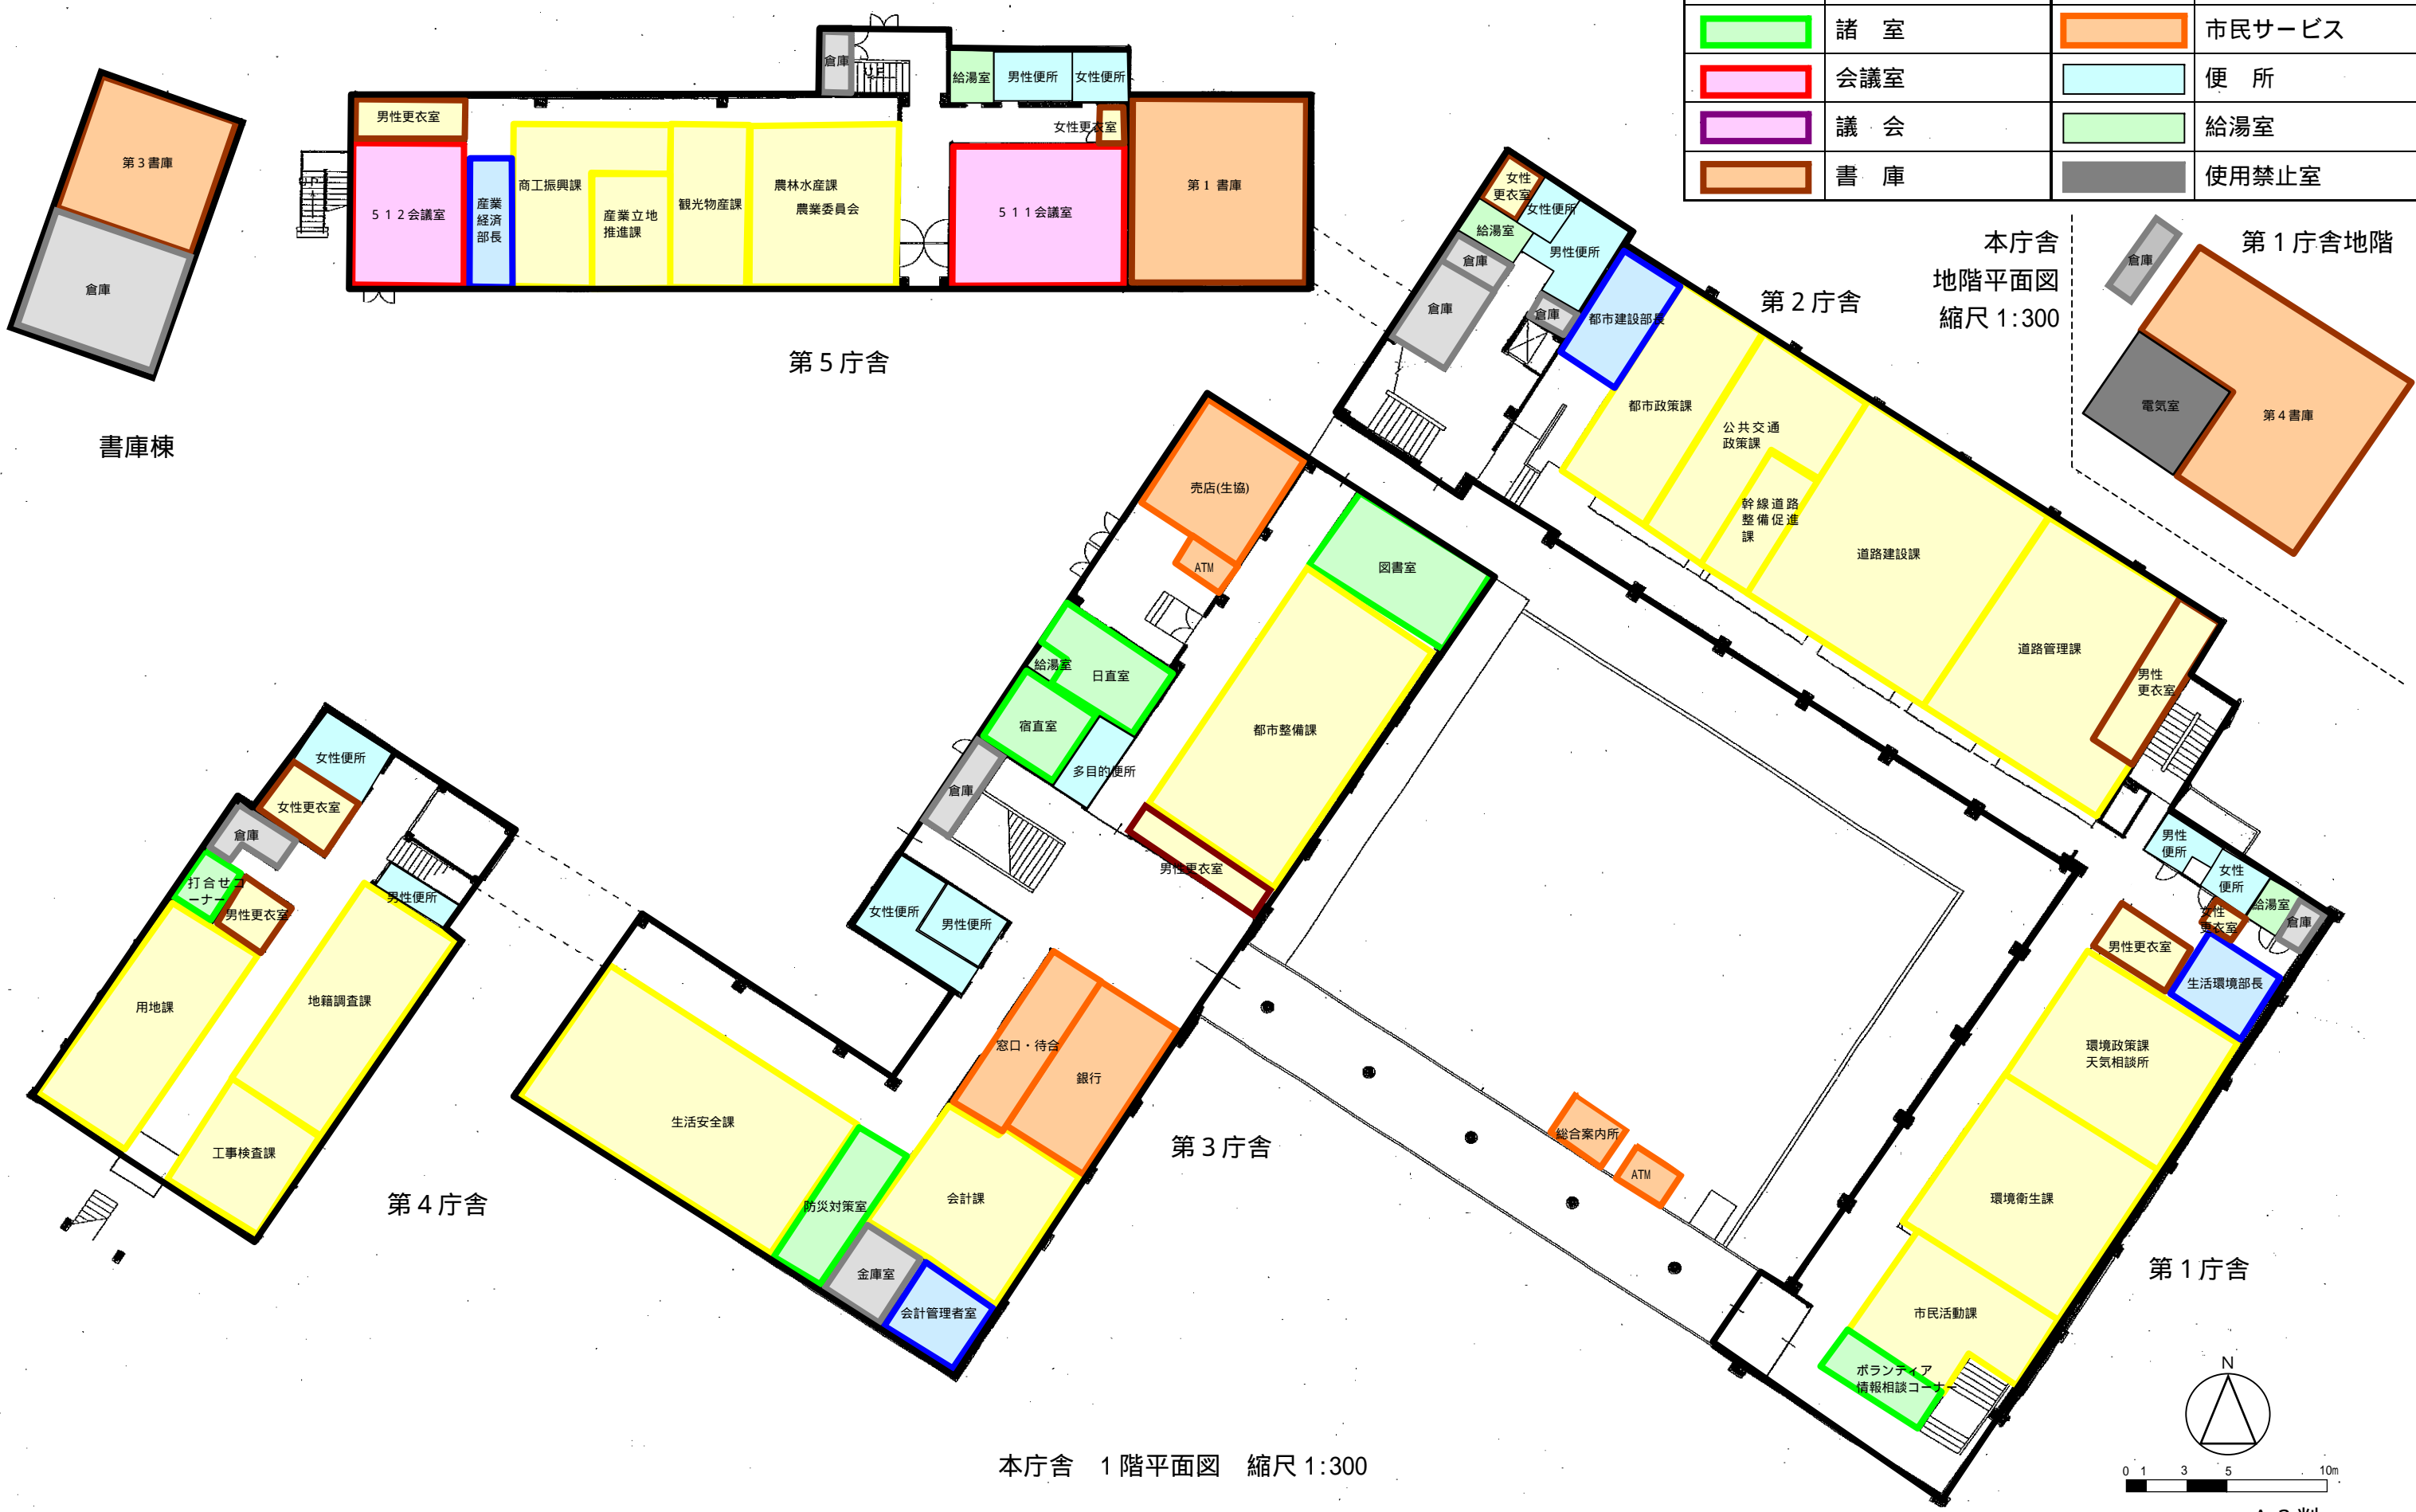 諸　室
市民サービス
会議室
便　所
議　会
給湯室
書　庫
使用禁止室
第３書庫
倉庫
書庫棟
倉庫
UP
給湯室
男性便所
女性便所
男性更衣室
女性更衣室
５１２会議室
産業
経済
部長
商工振興課
産業立地
推進課
観光物産課
農林水産課
農業委員会
５１１会議室
第１書庫
UP
第５庁舎
女性
更衣室
女性便所
給湯室
男性便所
倉庫
倉庫
倉庫
都市建設部長
第２庁舎
都市政策課
公共交通
政策課
幹線道路
整備促進
課
道路建設課
道路管理課
男性
更衣室
本庁舎
地階平面図
縮尺 1:300
第１庁舎地階
倉庫
電気室
第４書庫
売店(生協)
ATM
図書室
給湯室
日直室
宿直室
多目的便所
倉庫
都市整備課
男性更衣室
女性便所
男性便所
窓口・待合
銀行
生活安全課
防災対策室
会計課
金庫室
会計管理者室
第３庁舎
女性便所
女性更衣室
倉庫
打合せコ
ーナー
男性更衣室
男性便所
用地課
地籍調査課
工事検査課
第４庁舎
総合案内所
ATM
男性
便所
女性
便所
給湯室
倉庫
女性
更衣室
男性更衣室
生活環境部長
環境政策課
天気相談所
環境衛生課
市民活動課
ボランティア
情報相談コーナー
第１庁舎
N
0 1 3 5 10m
本庁舎　１階平面図　縮尺 1:300